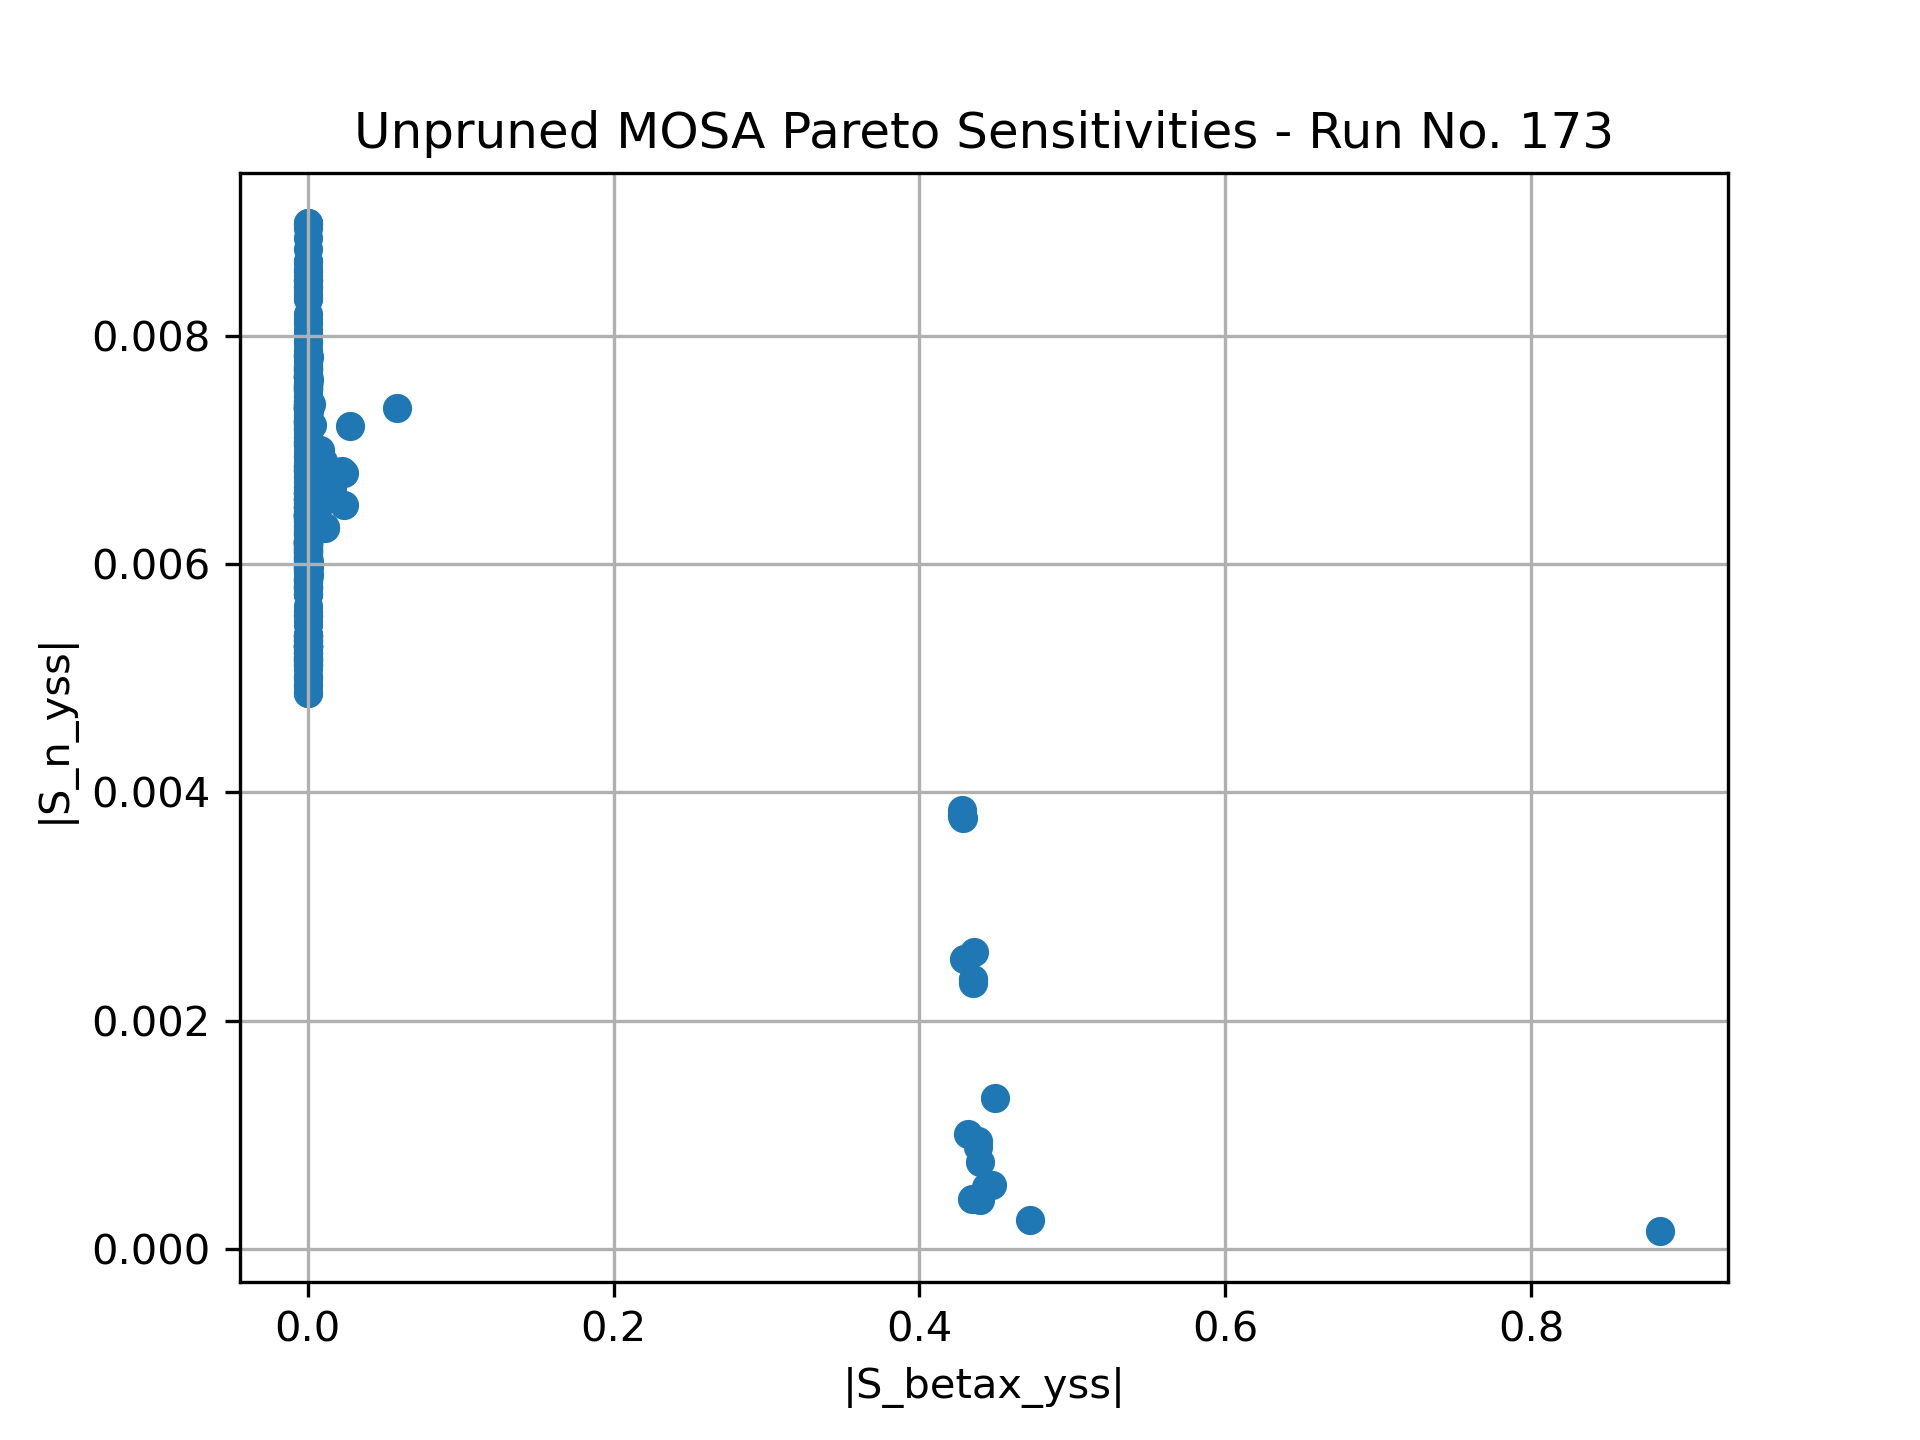 Unpruned MOSA Pareto Sensitivities - Run No. 173
|S_n_yss|
0.008
0.006
0.004
0.002
0.000
0.0 0.2 0.4 0.6 0.8
|S_betax_yss|